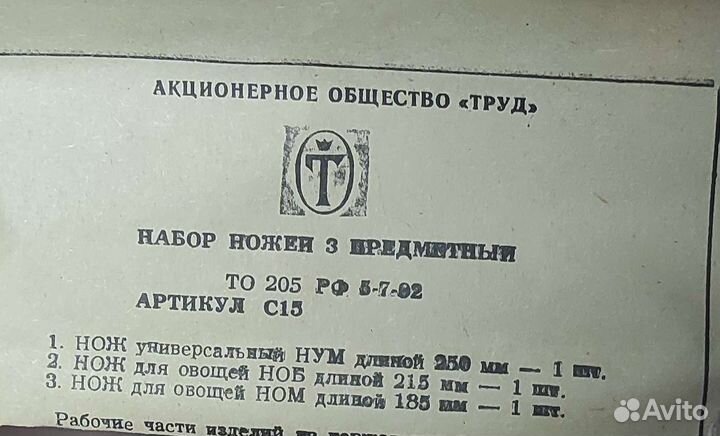 АКЦИОНЕРНОЕ ОБЩЕСТВО «ТРУД»
Т
НАБОР НОЖЕЙ 3 ПРЕДМЕТНЫЙ
ТО 205 РФ 5-7-92
АРТИКУЛ С15
1. НОЖ универсальный НУМ длиной 250 мм — 1 шт.
2. НОЖ для овощей НОБ длиной 215 мм — 1 шт.
3. НОЖ для овощей НОМ длиной 185 мм — 1 шт.
Рабочие части изделий
Avito